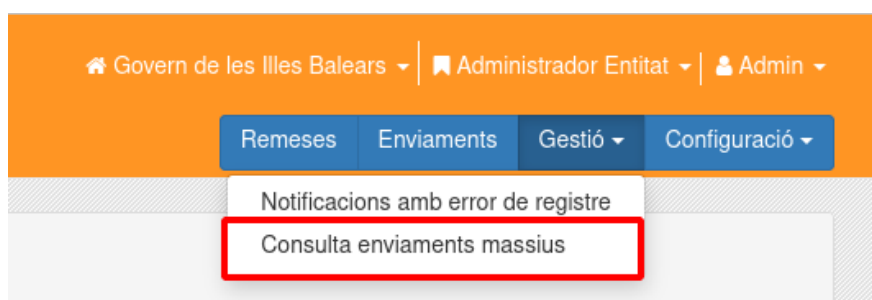 Govern de les Illes Balears Administrador Entitat Admin
Remeses Enviaments Gestió Configuració
Notificacions amb error de registre
Consulta enviaments massius